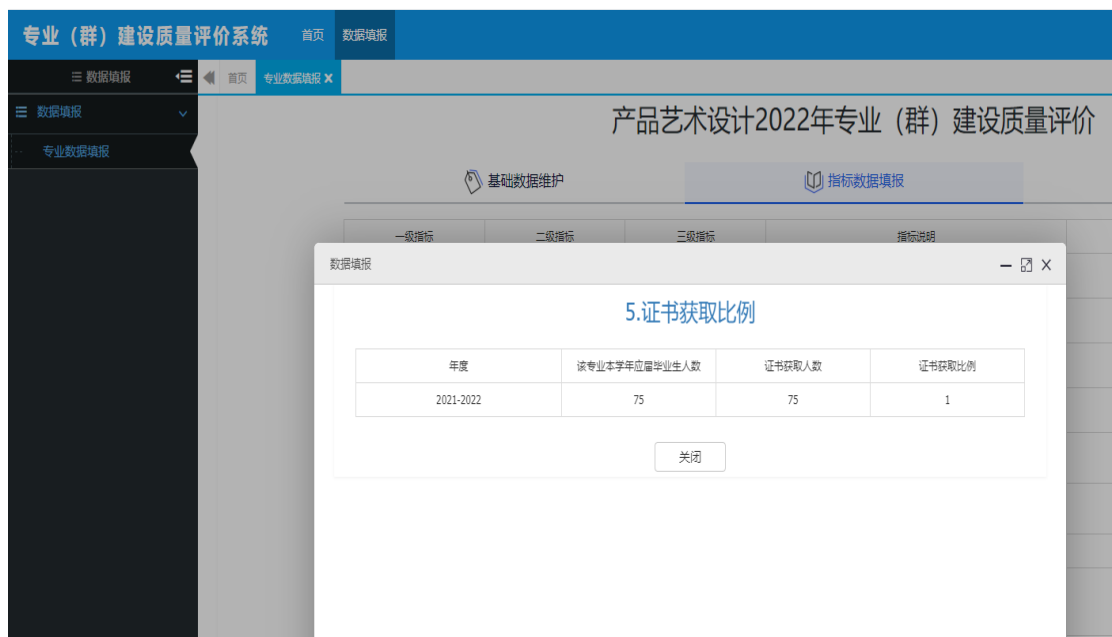 专业（群）建设质量评价系统 首页 数据填报
数据填报 首页 专业数据填报 X
数据填报
专业数据填报
产品艺术设计2022年专业（群）建设质量评价
基础数据维护 指标数据填报
一级指标 二级指标 三级指标 指标说明
数据填报
5.证书获取比例
年度 该专业本学年应届毕业生人数 证书获取人数 证书获取比例
2021-2022 75 75 1
关闭